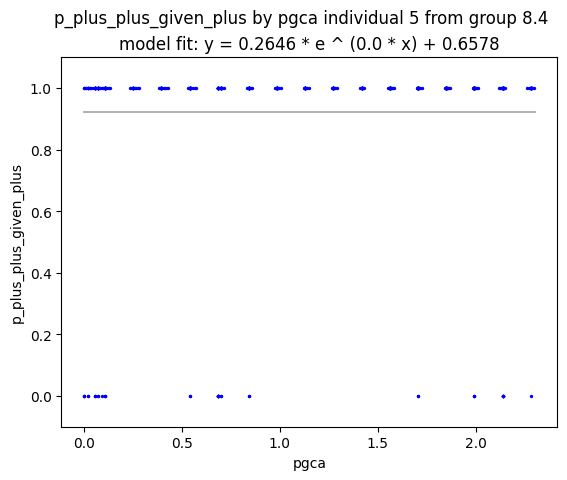 p_plus_plus_given_plus by pgca individual 5 from group 8.4
model fit: y = 0.2646 * e ^ (0.0 * x) + 0.6578
1.0
0.8
0.6
0.4
0.2
0.0
p_plus_plus_given_plus
0.0 0.5 1.0 1.5 2.0
pgca